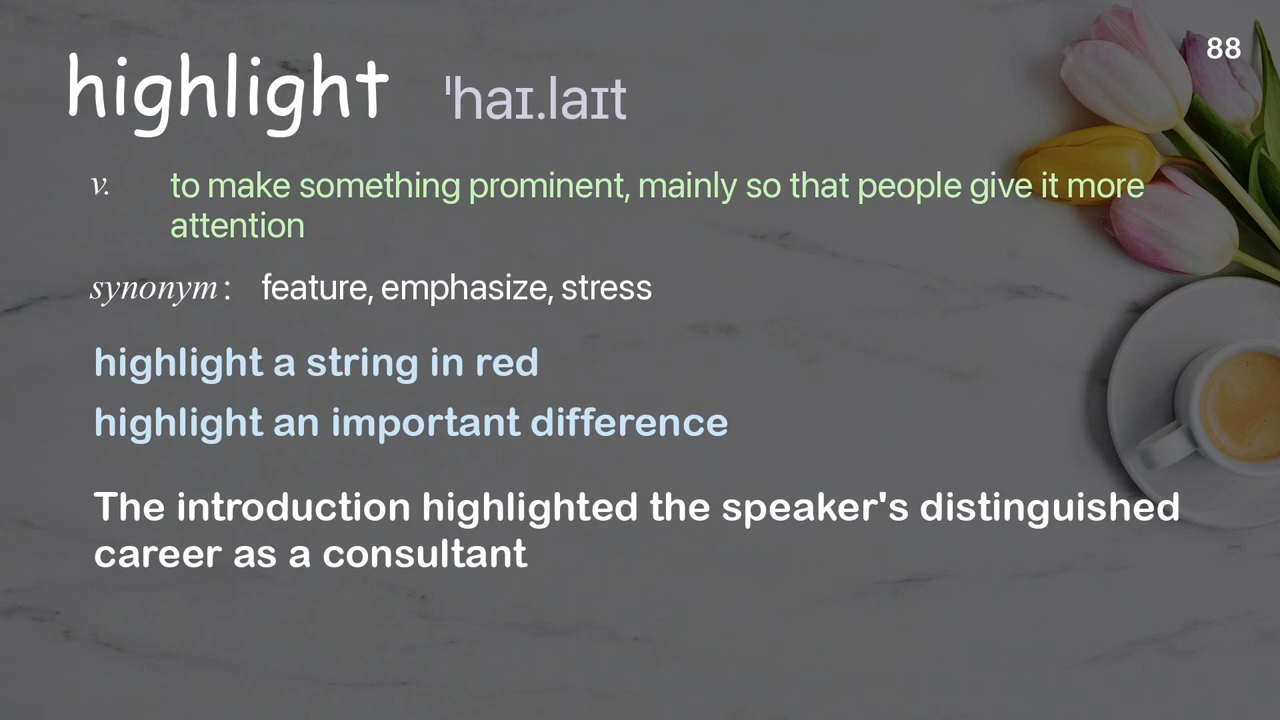 88
highlight ˈhaɪ.laɪt
v. to make something prominent, mainly so that people give it more
attention
synonym: feature, emphasize, stress
highlight a string in red
highlight an important difference
The introduction highlighted the speaker's distinguished
career as a consultant